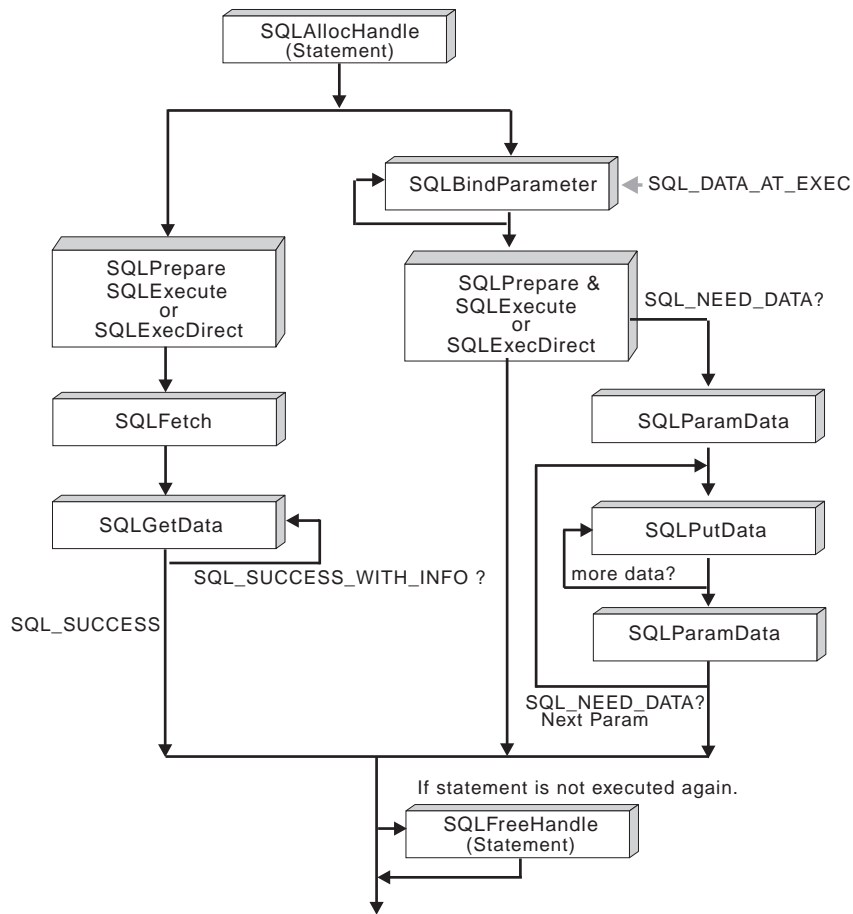 SQLAllocHandle
(Statement)
SQLBindParameter
SQL_DATA_AT_EXEC
SQLPrepare
SQLExecute
or
SQLExecDirect
SQLPrepare &
SQLExecute
or
SQLExecDirect
SQL_NEED_DATA?
SQLFetch
SQLParamData
SQLGetData
SQLPutData
SQL_SUCCESS_WITH_INFO ?
more data?
SQL_SUCCESS
SQLParamData
SQL_NEED_DATA?
Next Param
If statement is not executed again.
SQLFreeHandle
(Statement)